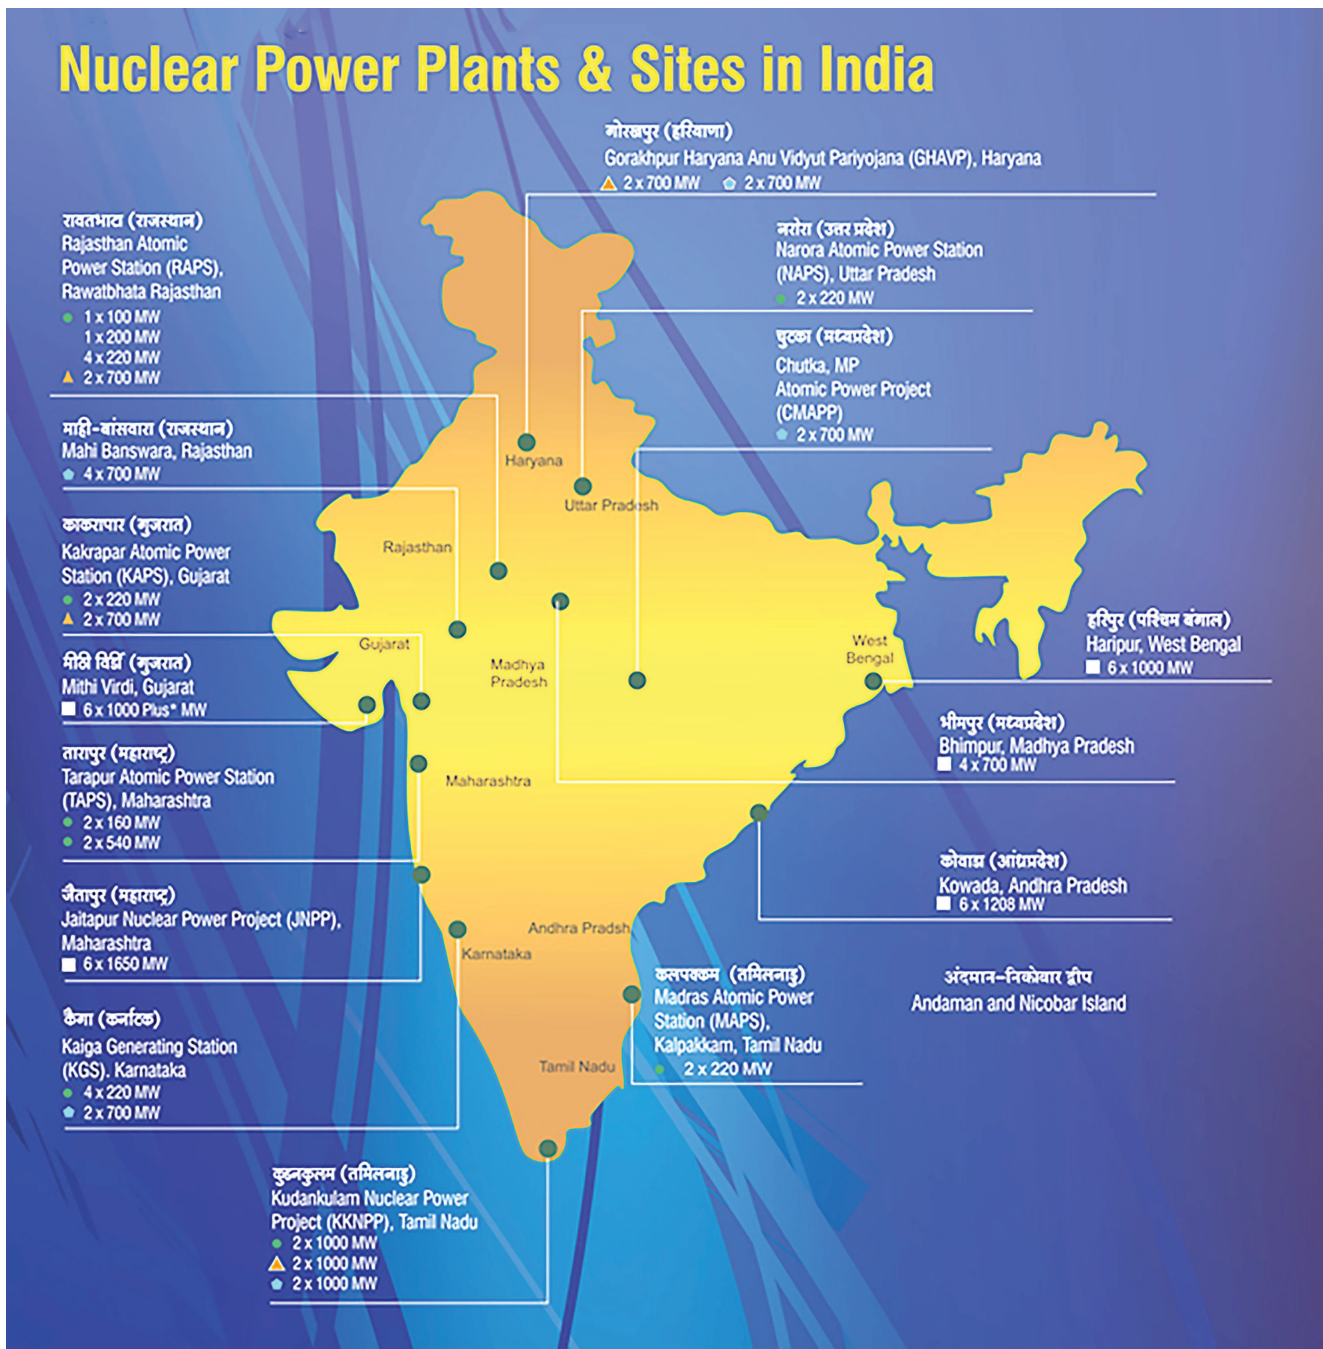 Nuclear Power Plants & Sites in India
गोरखपुर (हरियाणा)
Gorakhpur Haryana Anu Vidyut Pariyojana (GHAVP), Haryana
2 x 700 MW 2 x 700 MW
रावतभाटा (राजस्थान)
Rajasthan Atomic
Power Station (RAPS),
Rawatbhata Rajasthan
1 x 100 MW
1 x 200 MW
4 x 220 MW
2 x 700 MW
नरोरा (उत्तर प्रदेश)
Narora Atomic Power Station
(NAPS), Uttar Pradesh
2 x 220 MW
चुटका (मध्यप्रदेश)
Chutka, MP
Atomic Power Project
(CMAPP)
2 x 700 MW
माही-बांसवारा (राजस्थान)
Mahi Banswara, Rajasthan
4 x 700 MW
काकरापार (गुजरात)
Kakrapar Atomic Power
Station (KAPS), Gujarat
2 x 220 MW
2 x 700 MW
मीठी विर्दी (गुजरात)
Mithi Virdi, Gujarat
6 x 1000 Plus* MW
तारापुर (महाराष्ट्र)
Tarapur Atomic Power Station
(TAPS), Maharashtra
2 x 160 MW
2 x 540 MW
जैतापुर (महाराष्ट्र)
Jaitapur Nuclear Power Project (JNPP),
Maharashtra
6 x 1650 MW
कैगा (कर्नाटक)
Kaiga Generating Station
(KGS). Karnataka
4 x 220 MW
2 x 700 MW
कुडनकुलम (तमिलनाडु)
Kudankulam Nuclear Power
Project (KKNPP), Tamil Nadu
2 x 1000 MW
2 x 1000 MW
2 x 1000 MW
Haryana
Uttar Pradesh
Rajasthan
Gujarat
Madhya
Pradesh
West
Bengal
Maharashtra
Andhra Pradsh
Karnataka
Tamil Nadu
हरिपुर (पश्चिम बंगाल)
Haripur, West Bengal
6 x 1000 MW
भीमपुर (मध्यप्रदेश)
Bhimpur, Madhya Pradesh
4 x 700 MW
कोवाडा (आंध्रप्रदेश)
Kowada, Andhra Pradesh
6 x 1208 MW
कलपक्कम (तमिलनाडु)
Madras Atomic Power
Station (MAPS),
Kalpakkam, Tamil Nadu
2 x 220 MW
अंदमान-निकोबार द्वीप
Andaman and Nicobar Island